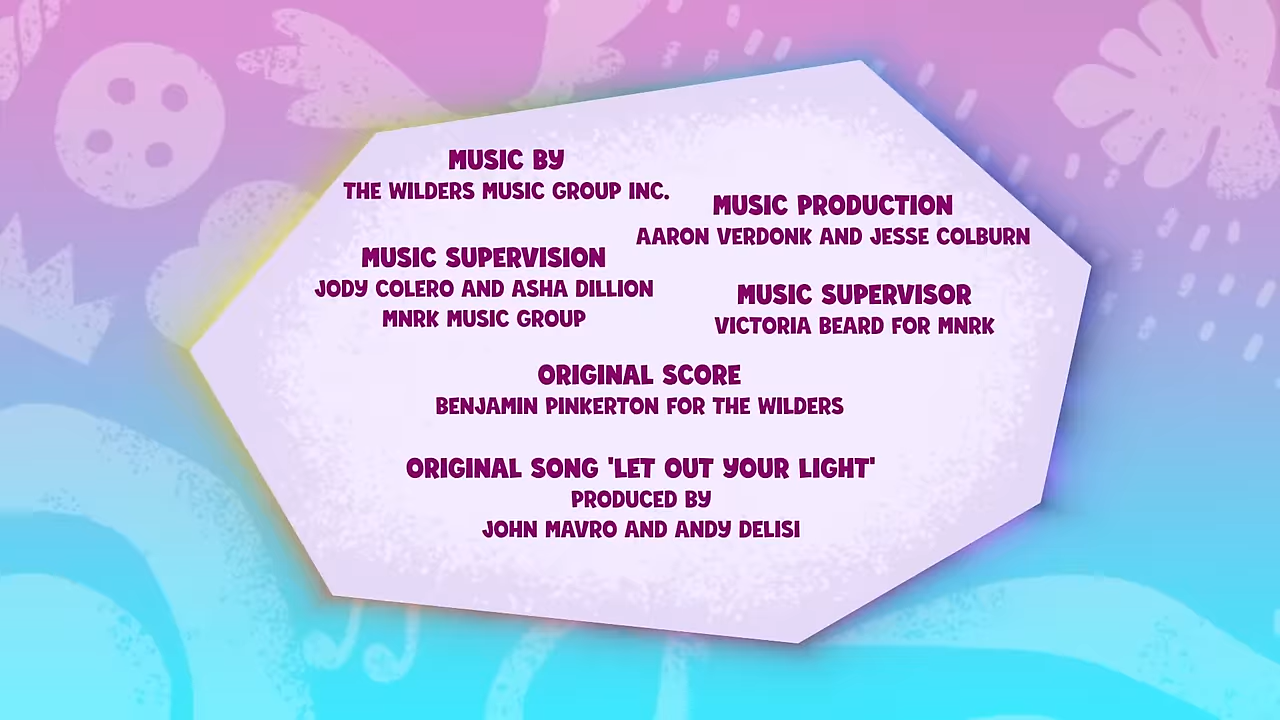 MUSIC BY
THE WILDERS MUSIC GROUP INC.
MUSIC SUPERVISION
JODY COLERO AND ASHA DILLION
MNRK MUSIC GROUP
MUSIC PRODUCTION
AARON VERDONK AND JESSE COLBURN
MUSIC SUPERVISOR
VICTORIA BEARD FOR MNRK
ORIGINAL SCORE
BENJAMIN PINKERTON FOR THE WILDERS
ORIGINAL SONG 'LET OUT YOUR LIGHT'
PRODUCED BY
JOHN MAVRO AND ANDY DELISI